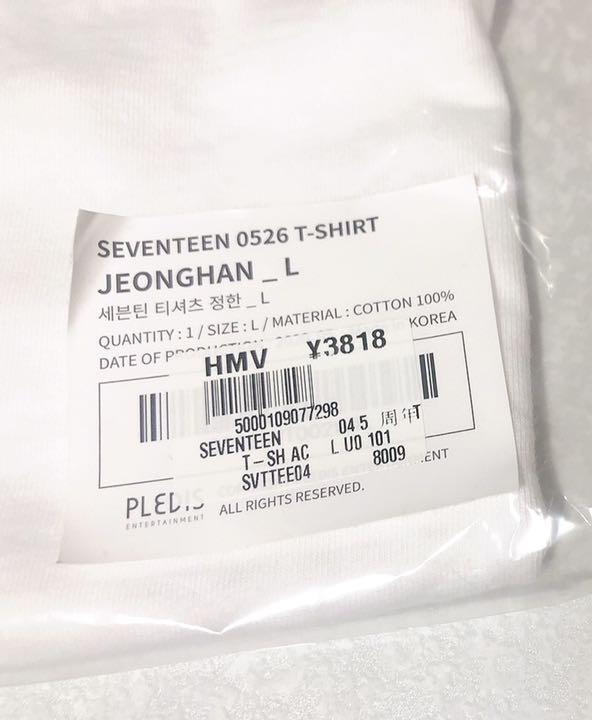 SEVENTEEN 0526 T-SHIRT
JEONGHAN _ L
세븐틴 티셔츠 정한 _ L
QUANTITY : 1 / SIZE : L / MATERIAL : COTTON 100%
DATE OF KOREA
HMV ¥3818
5000109077298
SEVENTEEN 04 5 周年
T-SH AC L U0 101
SVTTEE04 8009
PLEDIS
ENTERTAINMENT
ALL RIGHTS RESERVED.